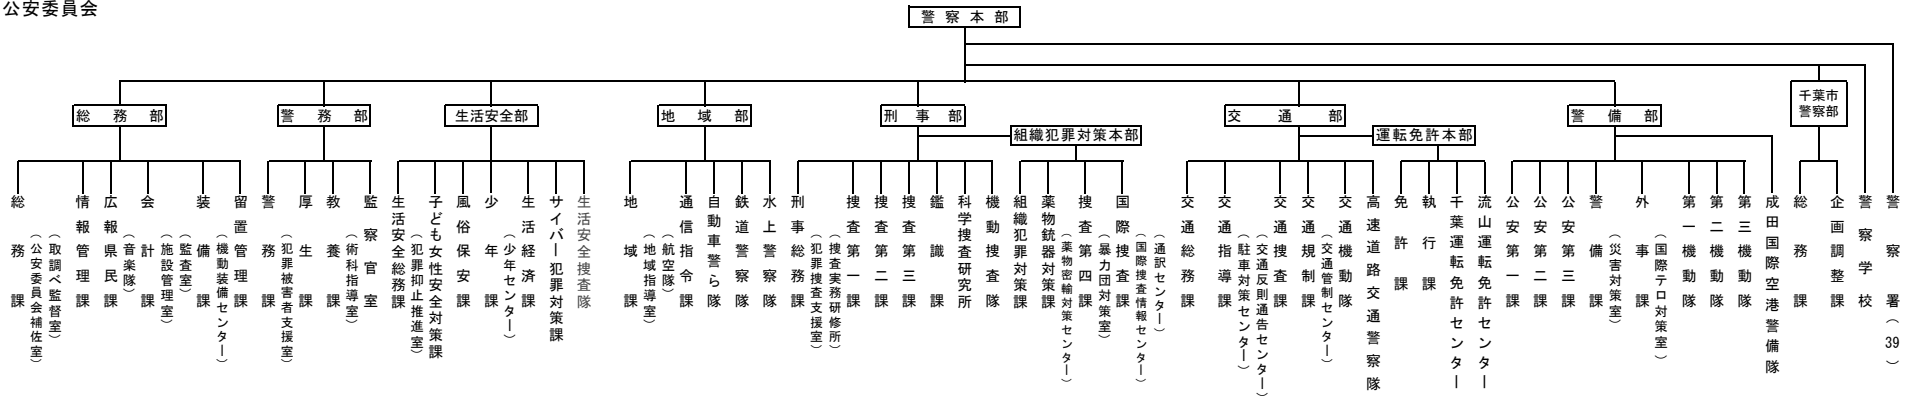 公安委員会
警察本部
総務部
警務部
生活安全部
地域部
刑事部
組織犯罪対策本部
交通部
運転免許本部
警備部
千葉市
警察部
総務課
（公安委員会補佐室）
（取調べ監督室）
情報管理課
広報県民課
（音楽隊）
会計課
（施設管理室）
（監査室）
装備課
（機動装備センター）
留置管理課
警務課
（犯罪被害者支援室）
厚生課
教養課
（術科指導室）
監察官室
生活安全総務課
（犯罪抑止推進室）
子ども女性安全対策課
風俗保安課
少年課
（少年センター）
生活経済課
サイバー犯罪対策課
生活安全捜査隊
地域課
（地域指導室）
（航空隊）
通信指令課
自動車警ら隊
鉄道警察隊
水上警察隊
刑事総務課
（犯罪捜査支援室）
（捜査実務研修所）
捜査第一課
捜査第二課
捜査第三課
鑑識課
科学捜査研究所
機動捜査隊
組織犯罪対策課
薬物銃器対策課
（薬物密輸対策センター）
捜査第四課
（暴力団対策室）
国際捜査課
（国際捜査情報センター）
（通訳センター）
交通総務課
交通指導課
（駐車対策センター）
（交通反則通告センター）
交通捜査課
交通規制課
（交通管制センター）
交通機動隊
高速道路交通警察隊
免許課
執行課
千葉運転免許センター
流山運転免許センター
公安第一課
公安第二課
公安第三課
警備課
（災害対策室）
外事課
（国際テロ対策室）
第一機動隊
第二機動隊
第三機動隊
成田国際空港警備隊
総務課
企画調整課
警察学校
警察署（39）